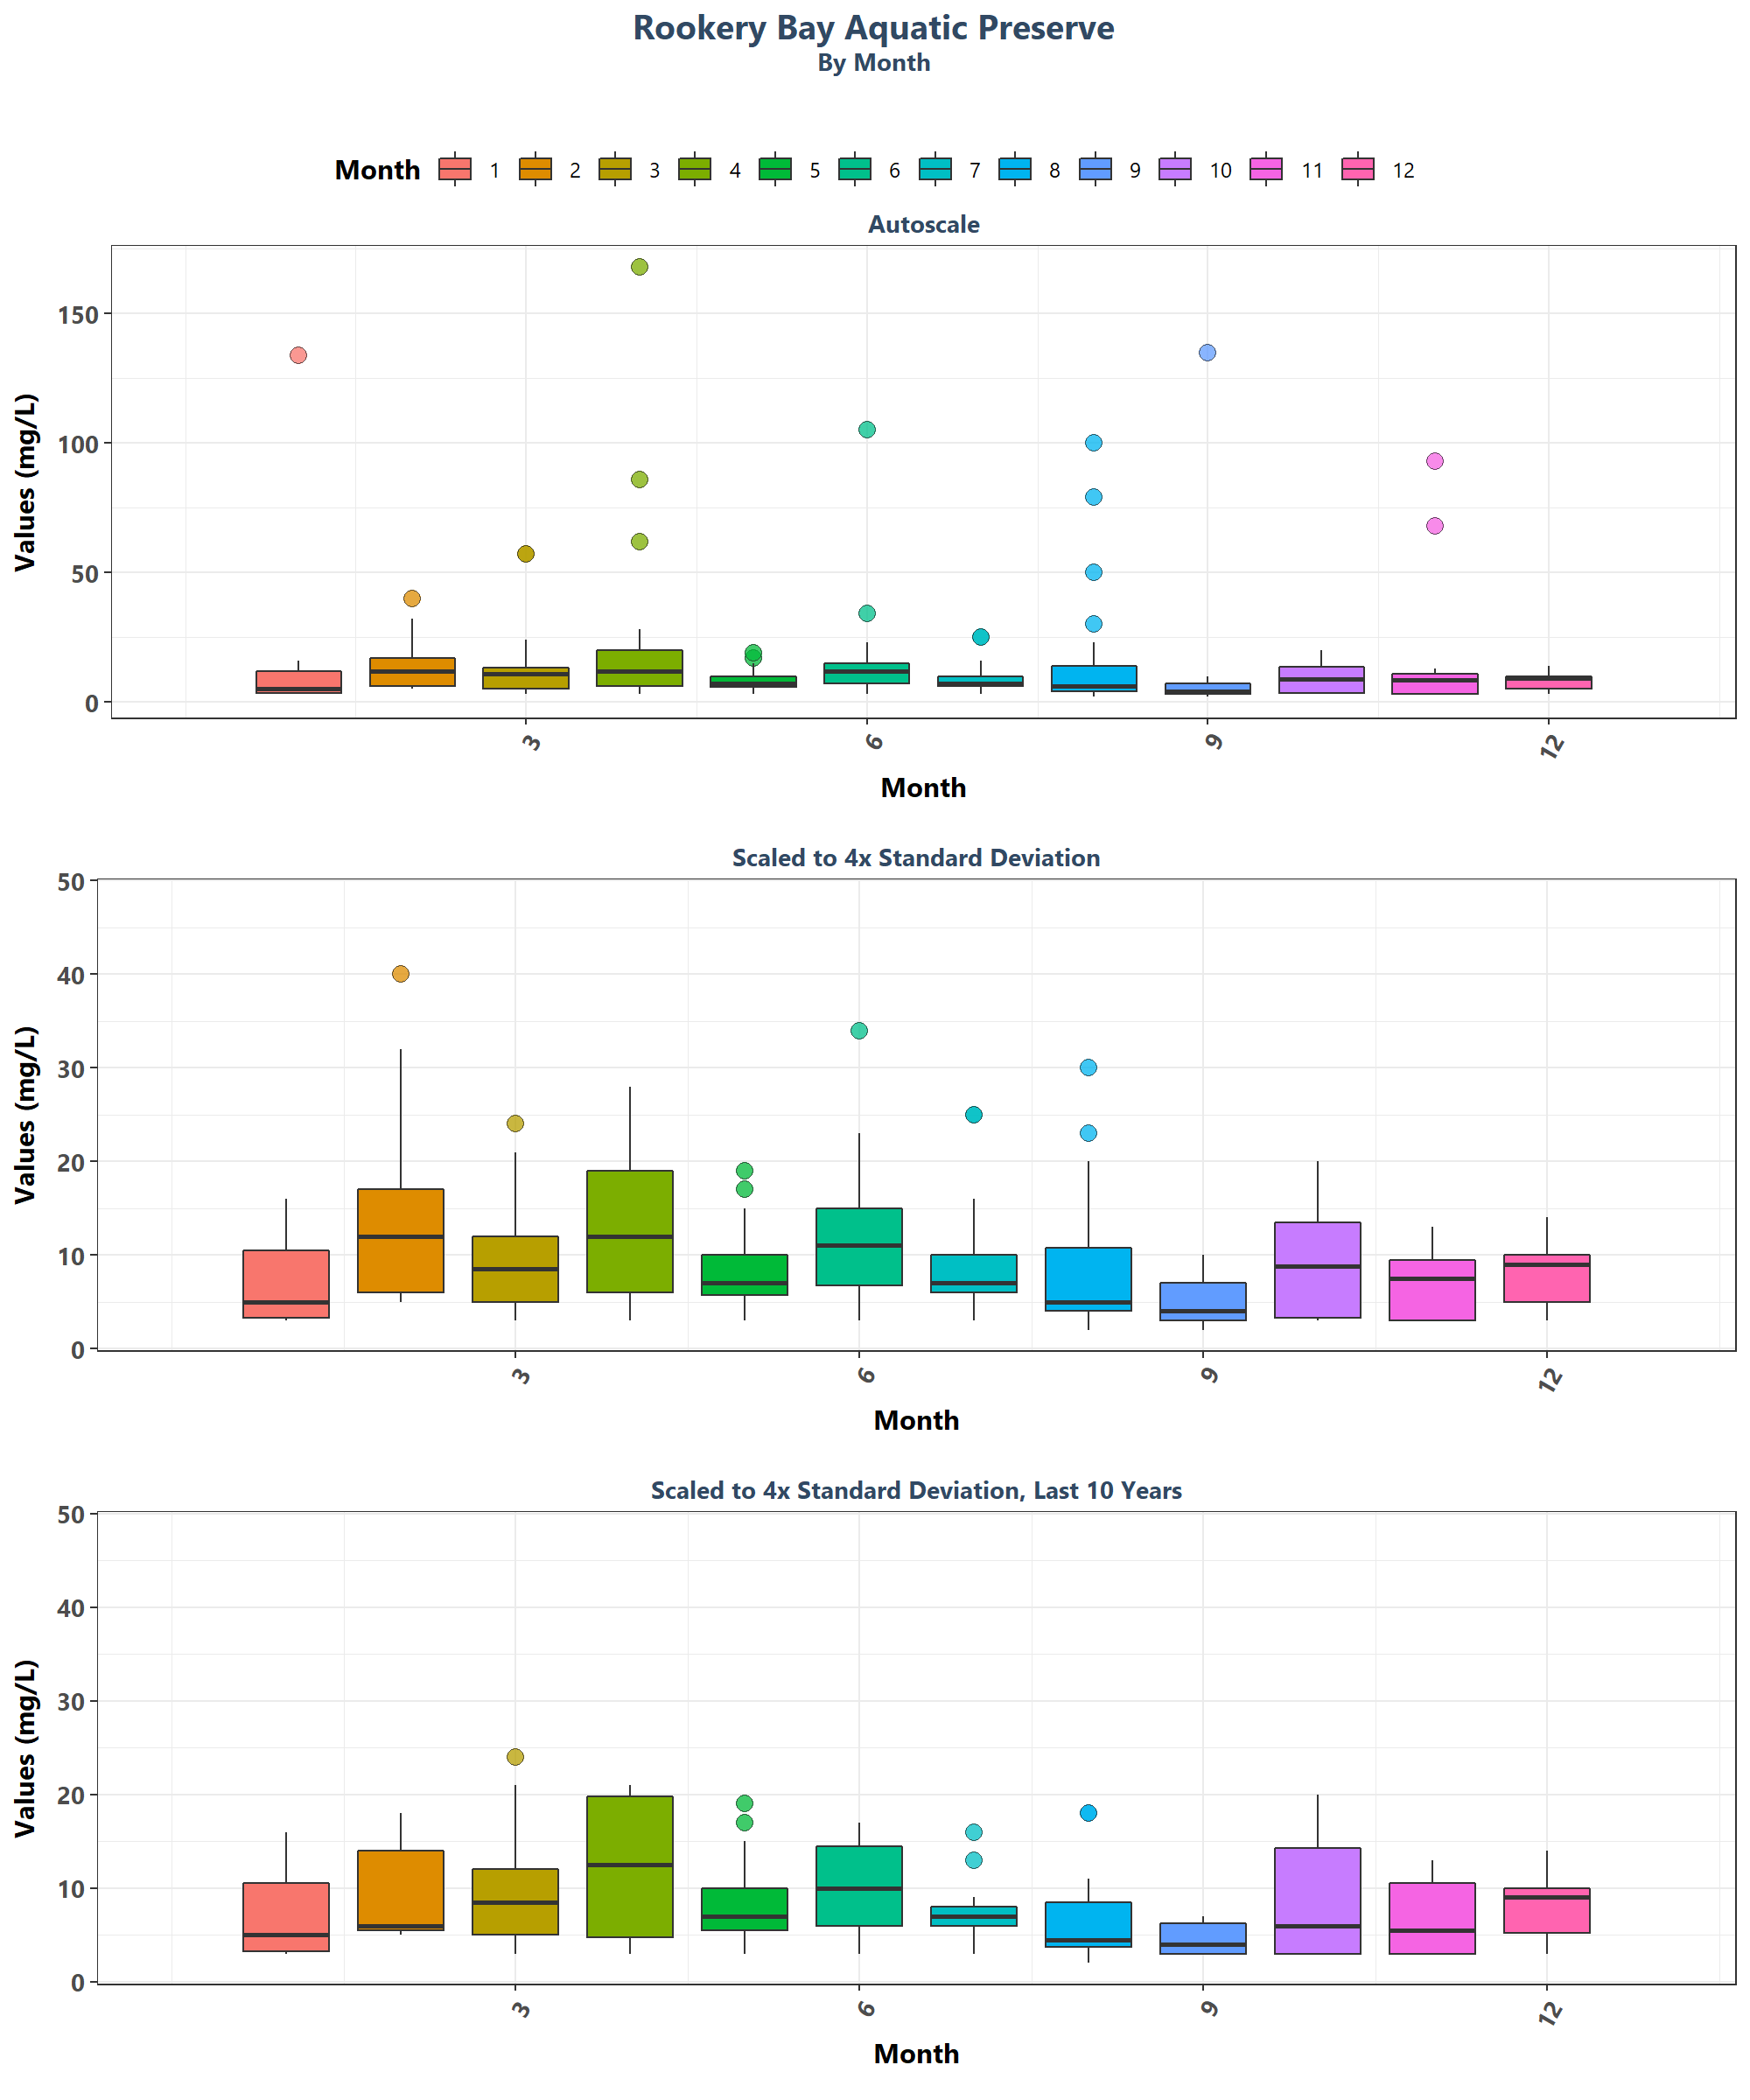 Rookery Bay Aquatic Preserve
By Month
Month 1 2 3 4 5 6 7 8 9 10 11 12
Autoscale
Values (mg/L)
150
100
50
0
3 6 9 12
Month
Scaled to 4x Standard Deviation
Values (mg/L)
50
40
30
20
10
0
3 6 9 12
Month
Scaled to 4x Standard Deviation, Last 10 Years
Values (mg/L)
50
40
30
20
10
0
3 6 9 12
Month